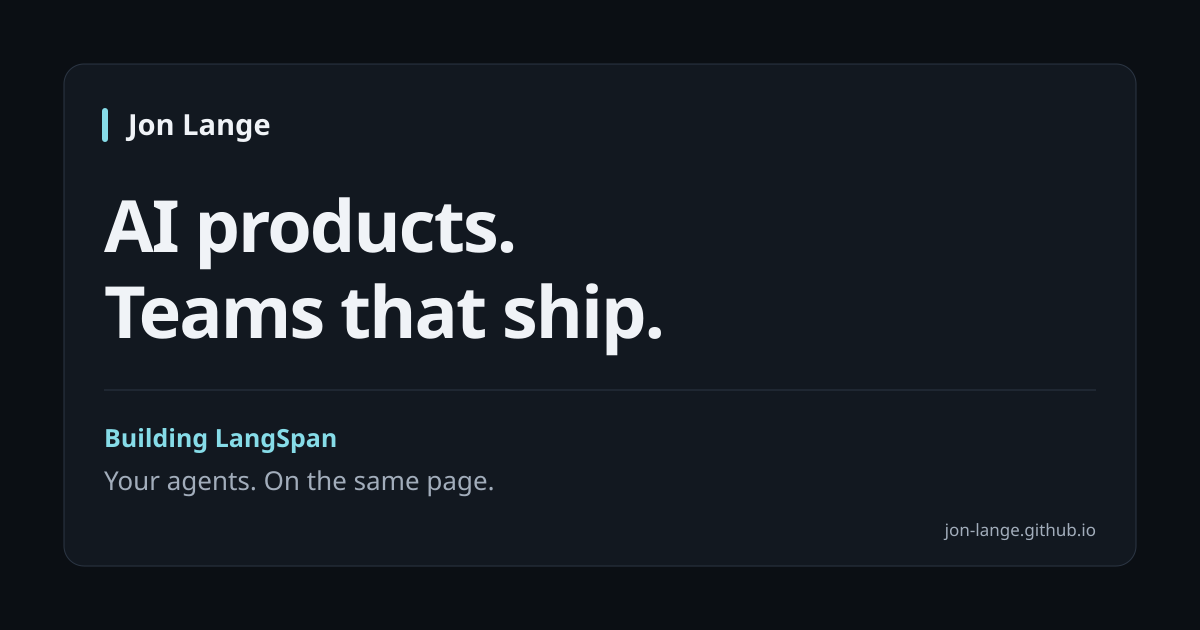 Jon Lange
AI products.
Teams that ship.
Building LangSpan
Your agents. On the same page.
jon-lange.github.io